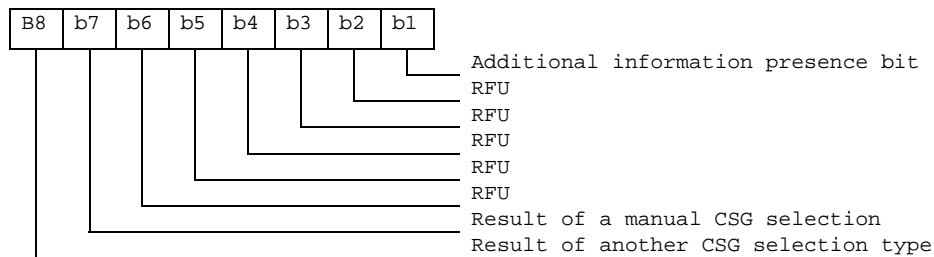 B8 b7 b6 b5 b4 b3 b2 b1
Additional information presence bit
RFU
RFU
RFU
RFU
RFU
Result of a manual CSG selection
Result of another CSG selection type